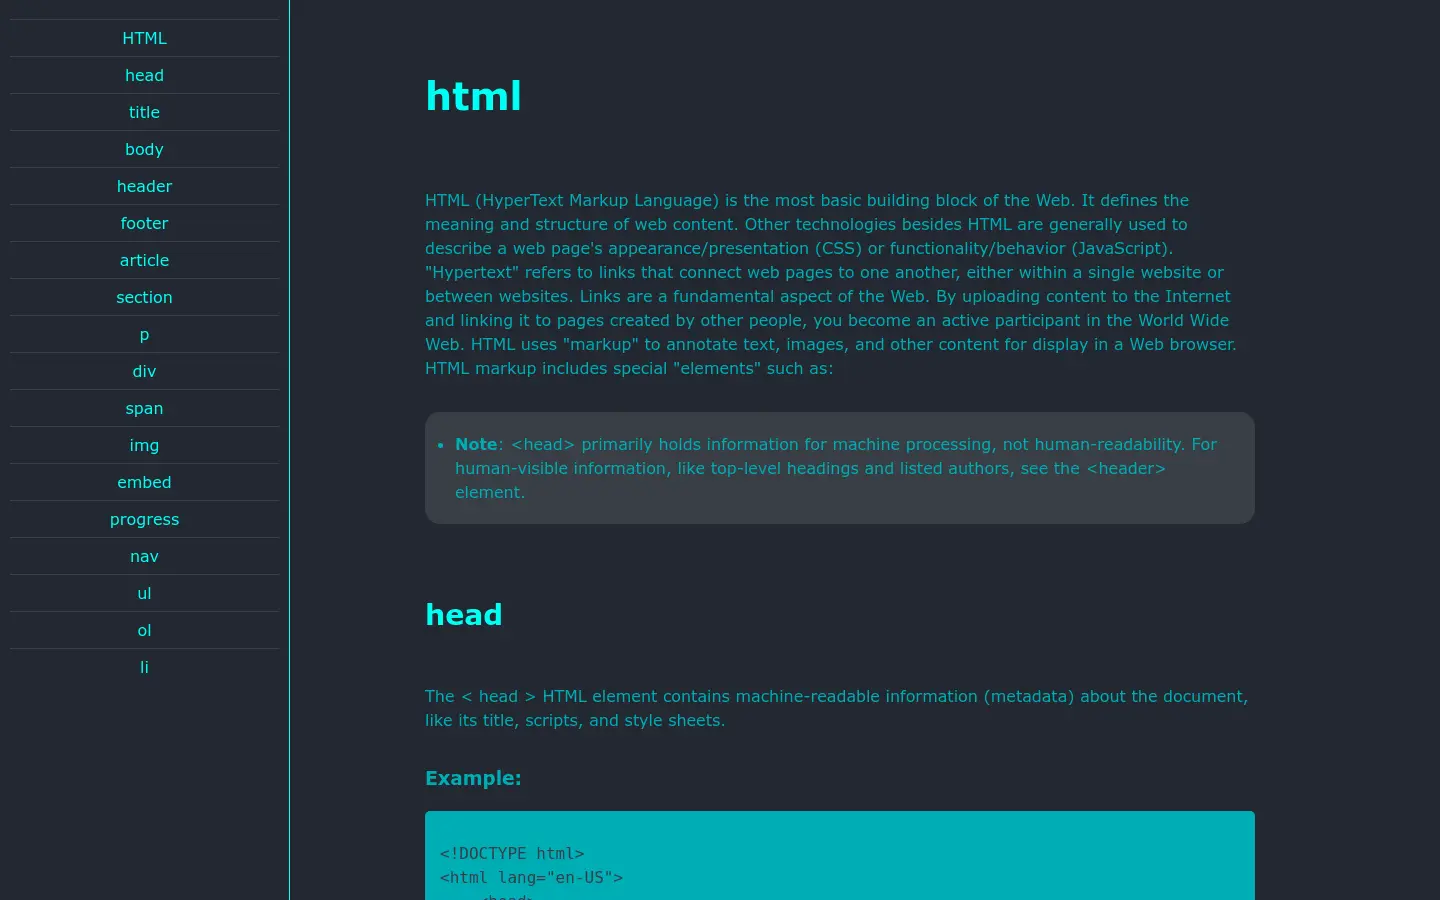 HTML
head
title
body
header
footer
article
section
p
div
span
img
embed
progress
nav
ul
ol
li
html
HTML (HyperText Markup Language) is the most basic building block of the Web. It defines the
meaning and structure of web content. Other technologies besides HTML are generally used to
describe a web page's appearance/presentation (CSS) or functionality/behavior (JavaScript).
"Hypertext" refers to links that connect web pages to one another, either within a single website or
between websites. Links are a fundamental aspect of the Web. By uploading content to the Internet
and linking it to pages created by other people, you become an active participant in the World Wide
Web. HTML uses "markup" to annotate text, images, and other content for display in a Web browser.
HTML markup includes special "elements" such as:
• Note: <head> primarily holds information for machine processing, not human-readability. For
human-visible information, like top-level headings and listed authors, see the <header>
element.
head
The < head > HTML element contains machine-readable information (metadata) about the document,
like its title, scripts, and style sheets.
Example:
<!DOCTYPE html>
<html lang="en-US">
<head>